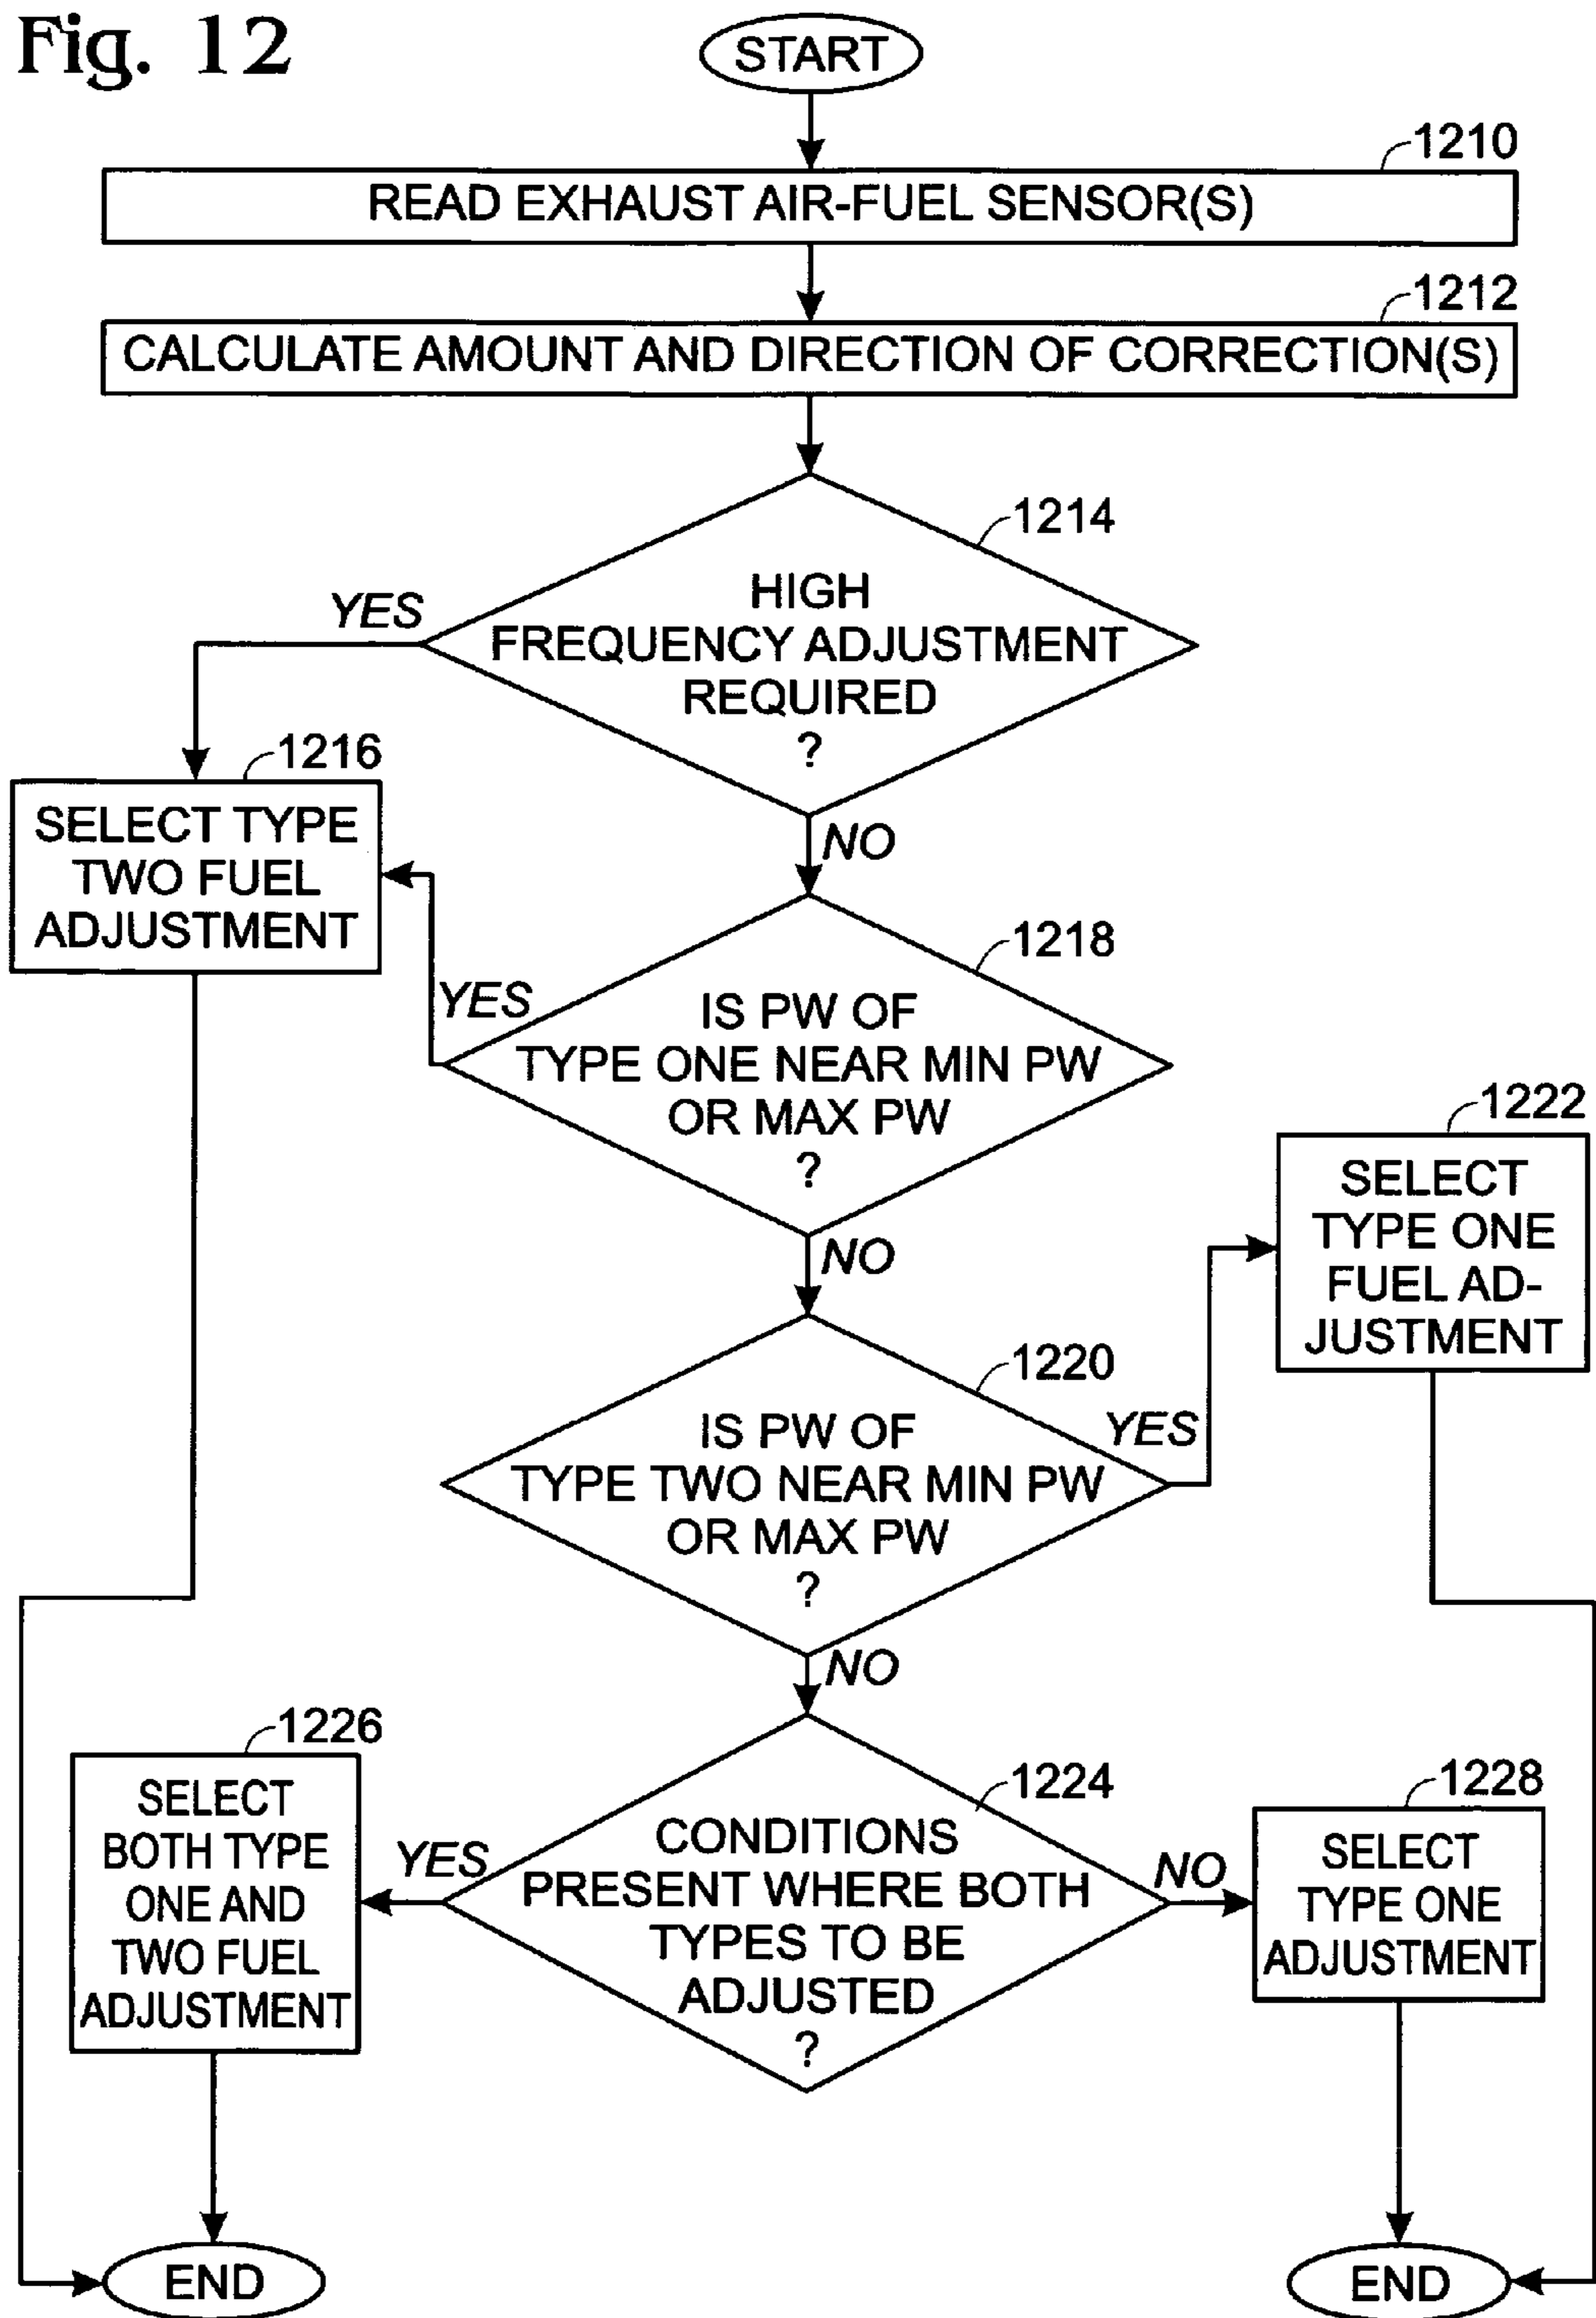 Fig. 12
START
1210
READ EXHAUST AIR-FUEL SENSOR(S)
1212
CALCULATE AMOUNT AND DIRECTION OF CORRECTION(S)
1214
HIGH
FREQUENCY ADJUSTMENT
REQUIRED
?
YES
NO
1216
SELECT TYPE
TWO FUEL
ADJUSTMENT
1218
IS PW OF
TYPE ONE NEAR MIN PW
OR MAX PW
?
YES
NO
1220
IS PW OF
TYPE TWO NEAR MIN PW
OR MAX PW
?
YES
NO
1222
SELECT
TYPE ONE
FUEL AD-
JUSTMENT
1224
CONDITIONS
PRESENT WHERE BOTH
TYPES TO BE
ADJUSTED
?
YES
NO
1226
SELECT
BOTH TYPE
ONE AND
TWO FUEL
ADJUSTMENT
1228
SELECT
TYPE ONE
ADJUSTMENT
END
END